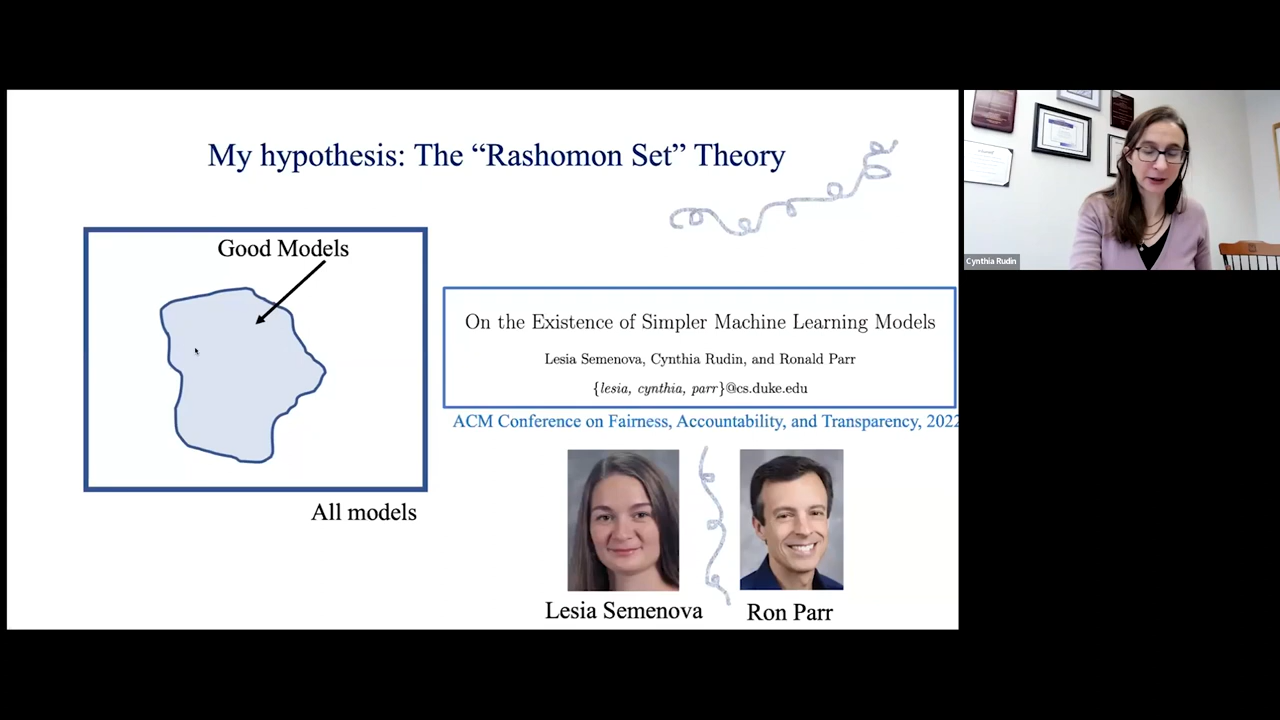 My hypothesis: The “Rashomon Set” Theory
Good Models
All models
On the Existence of Simpler Machine Learning Models
Lesia Semenova, Cynthia Rudin, and Ronald Parr
{lesia, cynthia, parr}@cs.duke.edu
ACM Conference on Fairness, Accountability, and Transparency, 2022
Lesia Semenova
Ron Parr
Cynthia Rudin